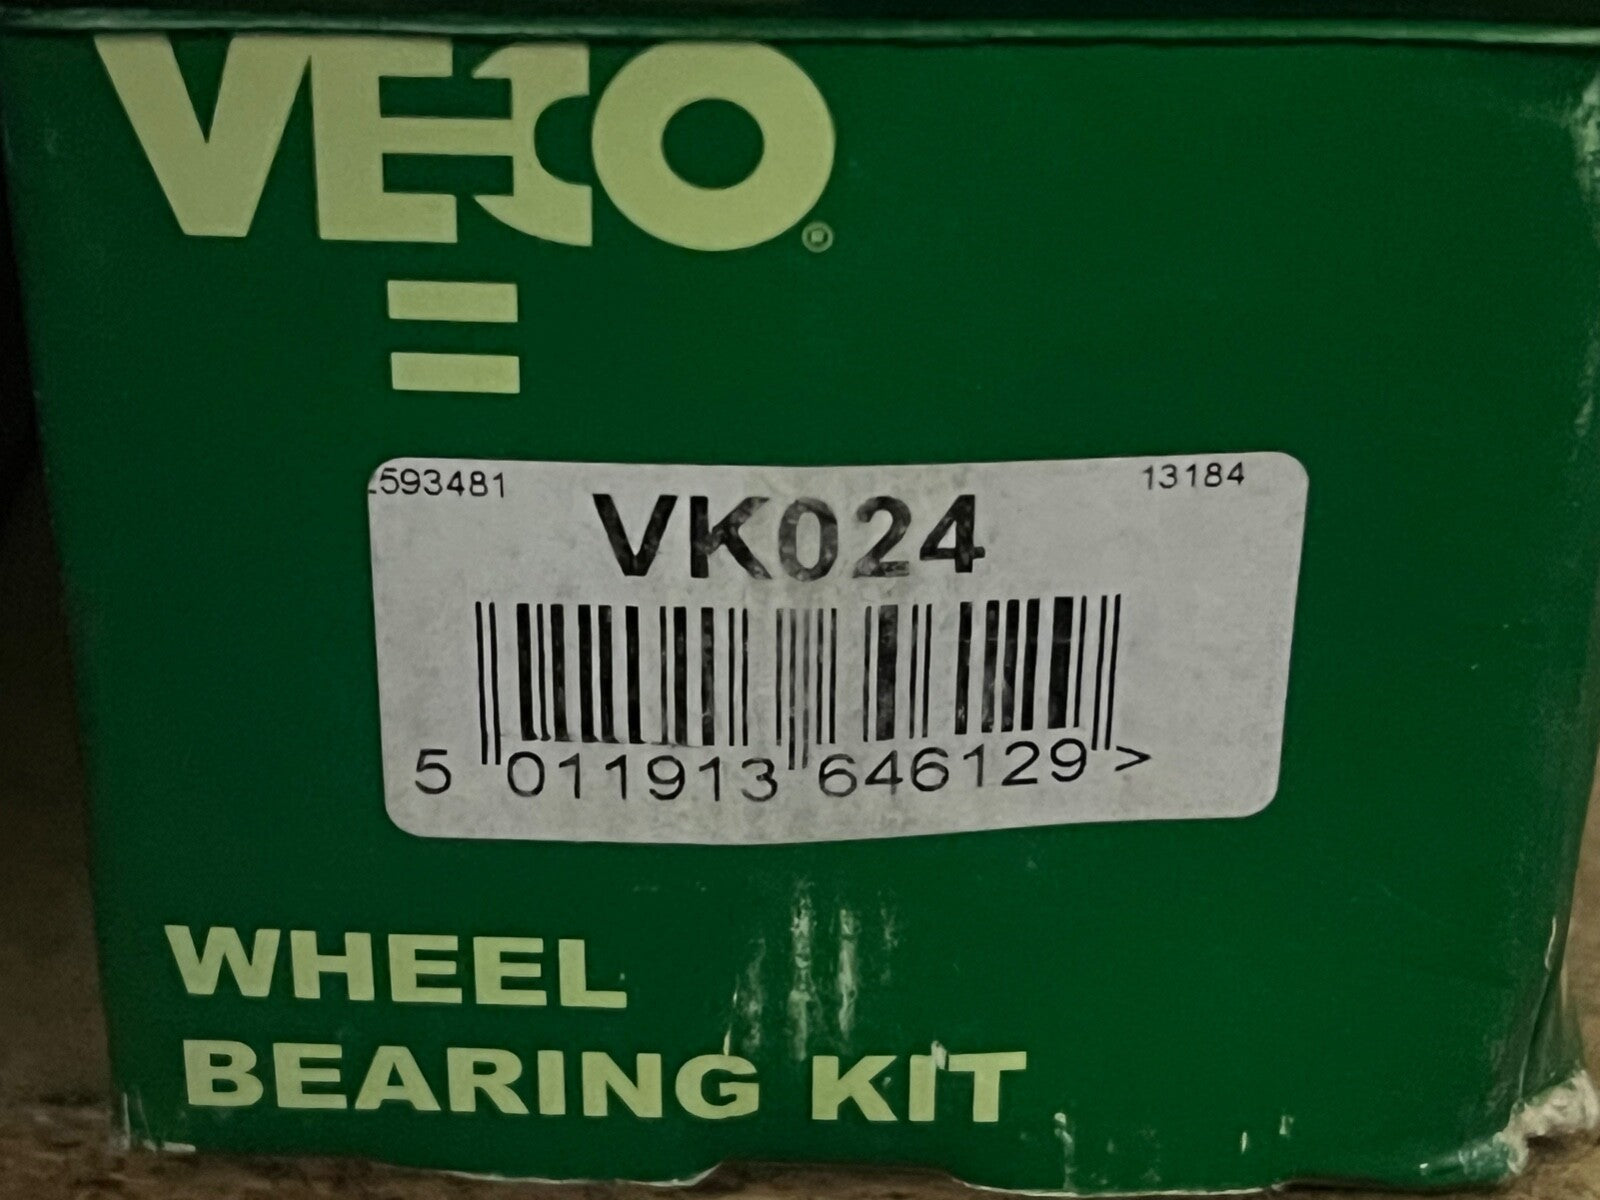 VECO®
593481
13184
VK024
5 011913 646129 >
WHEEL
BEARING KIT